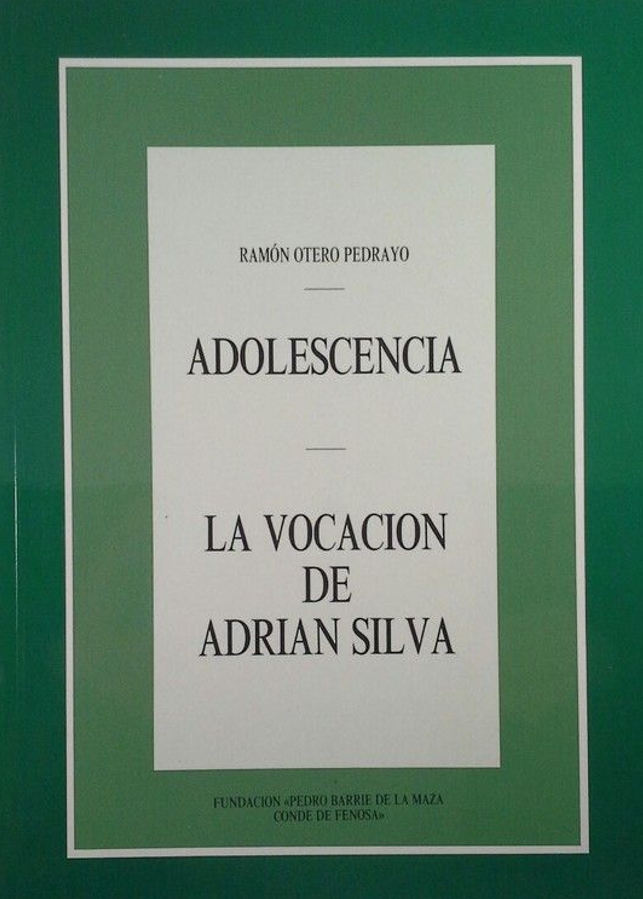 RAMÓN OTERO PEDRAYO
ADOLESCENCIA
LA VOCACION
DE
ADRIAN SILVA
FUNDACION «PEDRO BARRIE DE LA MAZA
CONDE DE FENOSA»